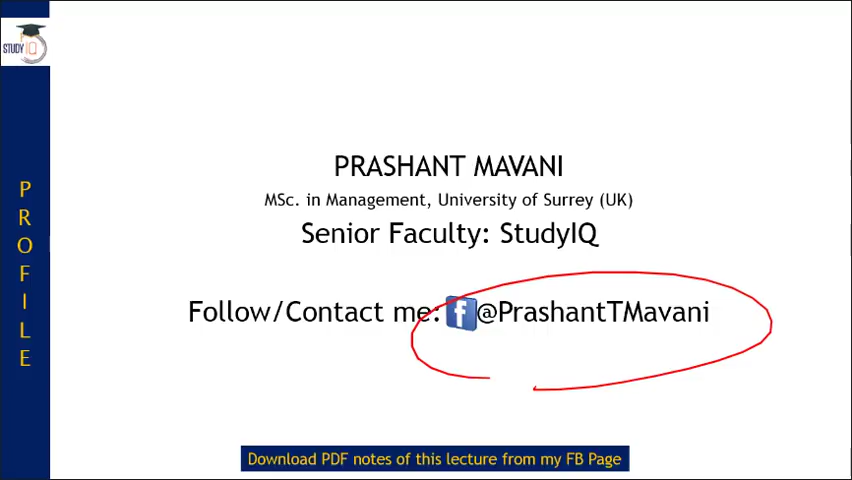 STUDY IQ
PROFILE
PRASHANT MAVANI
MSc. in Management, University of Surrey (UK)
Senior Faculty: StudyIQ
Follow/Contact me: f @PrashantTMavani
Download PDF notes of this lecture from my FB Page